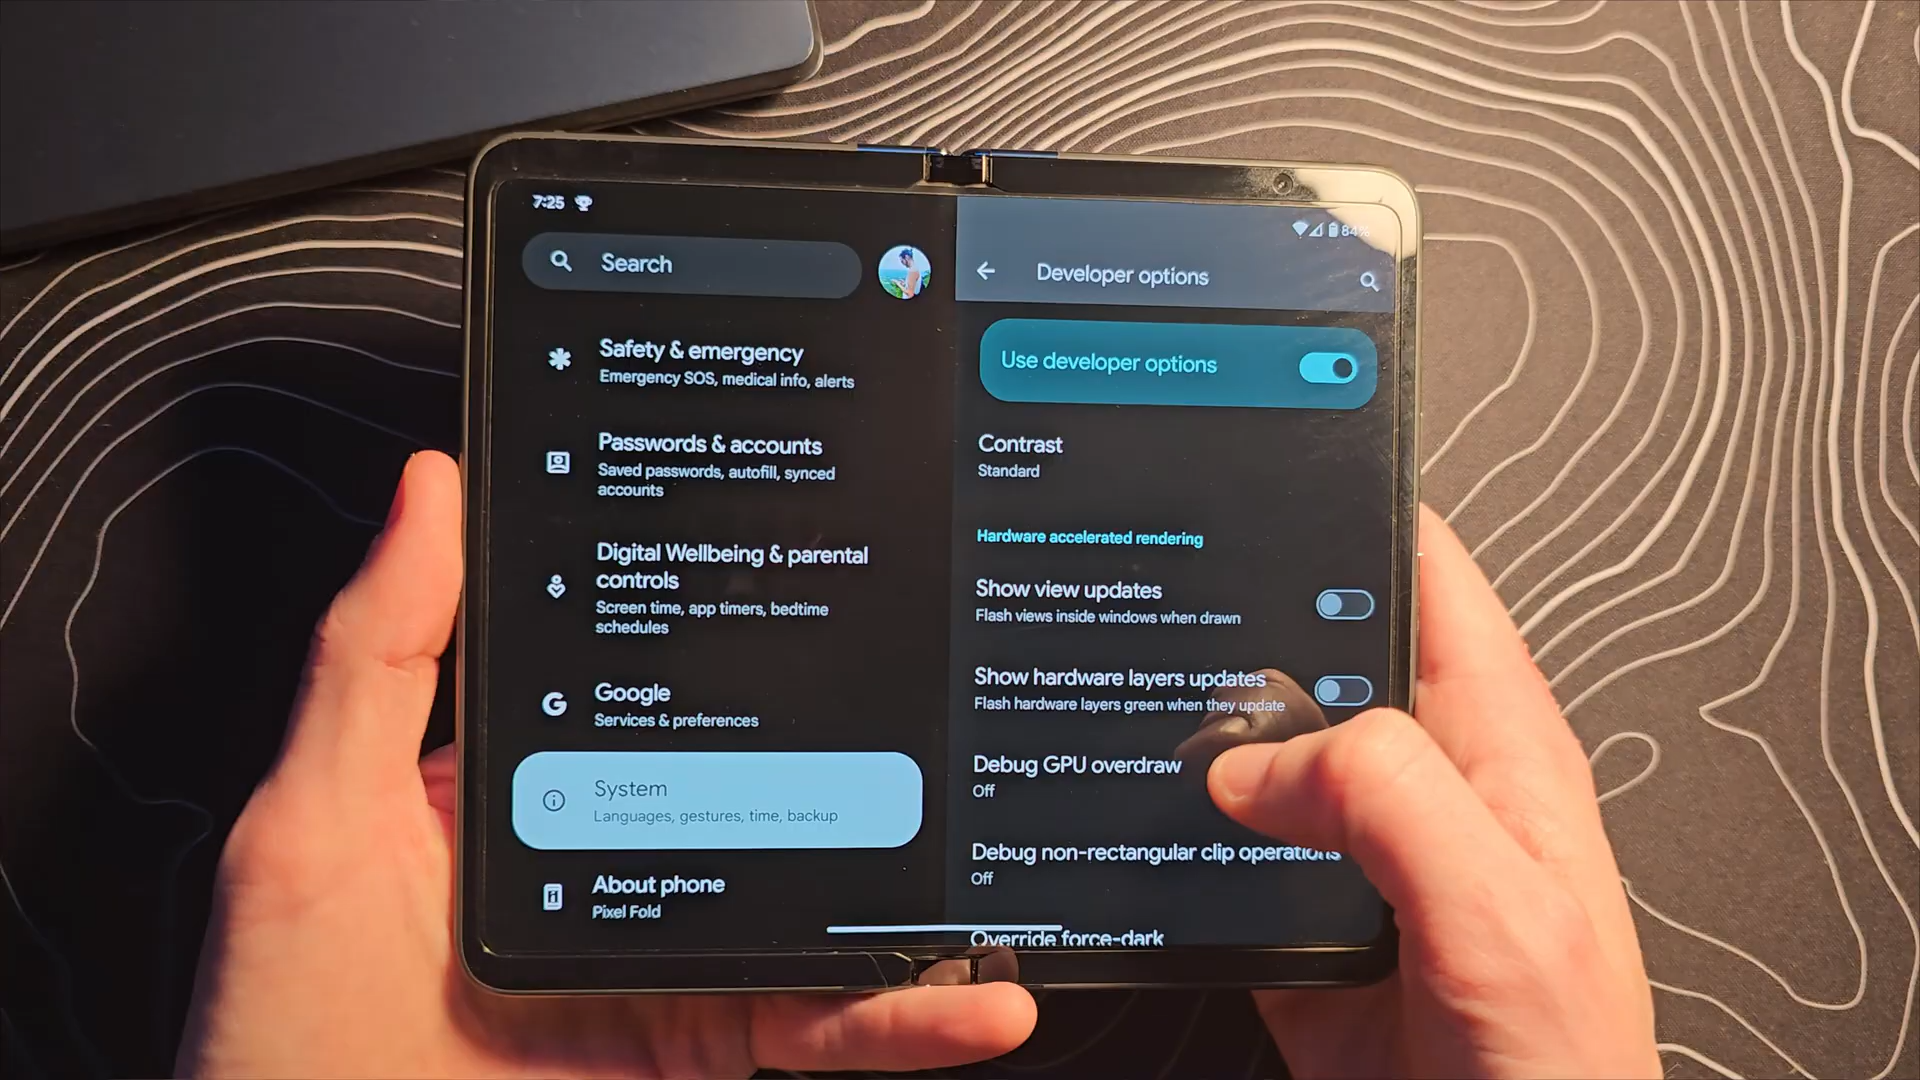 7:25
Search
Safety & emergency
Emergency SOS, medical info, alerts
Passwords & accounts
Saved passwords, autofill, synced
accounts
Digital Wellbeing & parental
controls
Screen time, app timers, bedtime
schedules
Google
Services & preferences
System
Languages, gestures, time, backup
About phone
Pixel Fold
84%
Developer options
Use developer options
Contrast
Standard
Hardware accelerated rendering
Show view updates
Flash views inside windows when drawn
Show hardware layers updates
Flash hardware layers green when they update
Debug GPU overdraw
Off
Debug non-rectangular clip operations
Off
Override force-dark